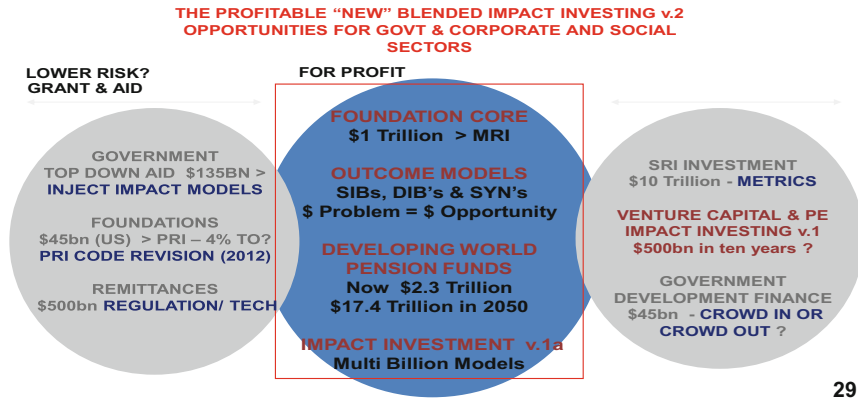 THE PROFITABLE “NEW” BLENDED IMPACT INVESTING v.2
OPPORTUNITIES FOR GOVT & CORPORATE AND SOCIAL
SECTORS
LOWER RISK?
GRANT & AID
FOR PROFIT
GOVERNMENT
TOP DOWN AID $135BN >
INJECT IMPACT MODELS
FOUNDATIONS
$45bn (US) > PRI – 4% TO?
PRI CODE REVISION (2012)
REMITTANCES
$500bn REGULATION/ TECH
FOUNDATION CORE
$1 Trillion > MRI
OUTCOME MODELS
SIBs, DIB’s & SYN’s
$ Problem = $ Opportunity
DEVELOPING WORLD
PENSION FUNDS
Now $2.3 Trillion
$17.4 Trillion in 2050
IMPACT INVESTMENT v.1a
Multi Billion Models
SRI INVESTMENT
$10 Trillion - METRICS
VENTURE CAPITAL & PE
IMPACT INVESTING v.1
$500bn in ten years ?
GOVERNMENT
DEVELOPMENT FINANCE
$45bn - CROWD IN OR
CROWD OUT ?
29